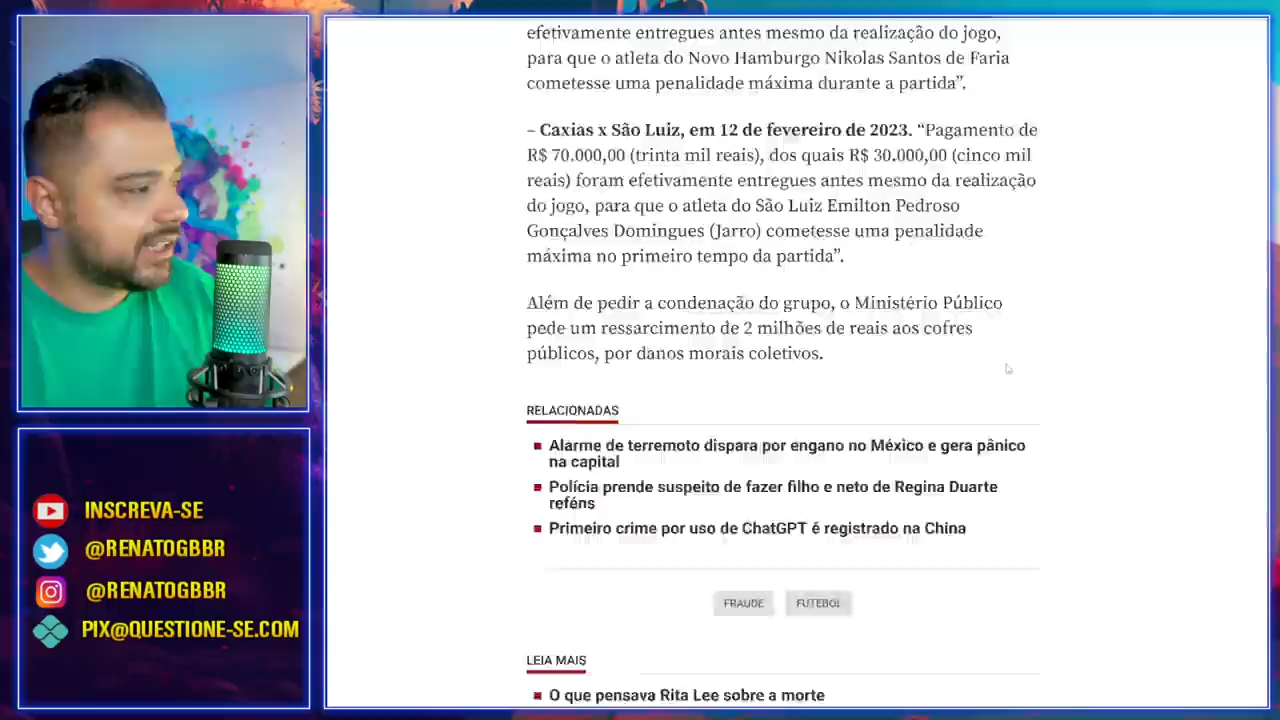 efetivamente entregues antes mesmo da realização do jogo,
para que o atleta do Novo Hamburgo Nikolas Santos de Faria
cometesse uma penalidade máxima durante a partida”.
– Caxias x São Luiz, em 12 de fevereiro de 2023. “Pagamento de
R$ 70.000,00 (trinta mil reais), dos quais R$ 30.000,00 (cinco mil
reais) foram efetivamente entregues antes mesmo da realização
do jogo, para que o atleta do São Luiz Emilton Pedroso
Gonçalves Domingues (Jarro) cometesse uma penalidade
máxima no primeiro tempo da partida”.
Além de pedir a condenação do grupo, o Ministério Público
pede um ressarcimento de 2 milhões de reais aos cofres
públicos, por danos morais coletivos.
RELACIONADAS
Alarme de terremoto dispara por engano no México e gera pânico
na capital
Polícia prende suspeito de fazer filho e neto de Regina Duarte
reféns
Primeiro crime por uso de ChatGPT é registrado na China
FRAUDE FUTEBOL
LEIA MAIS
O que pensava Rita Lee sobre a morte
INSCREVA-SE
@RENATOGBBR
@RENATOGBBR
PIX@QUESTIONE-SE.COM